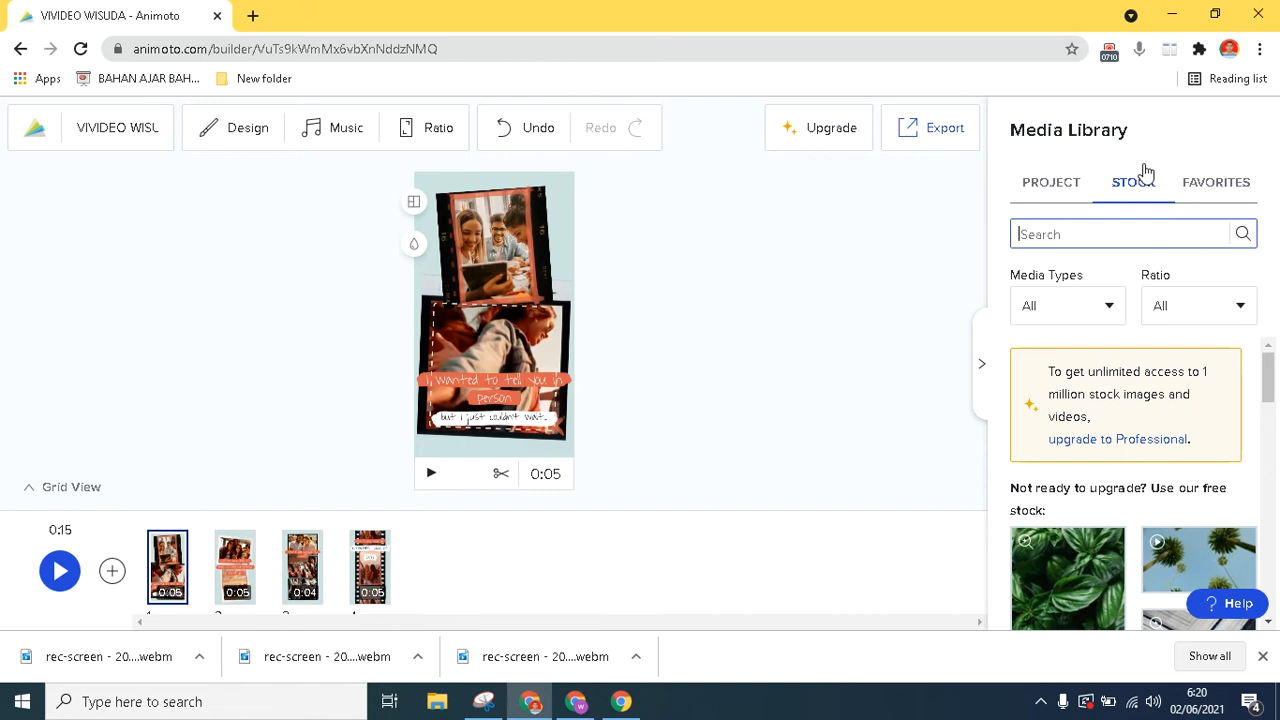 VIVIDEO WISUDA - Animoto
animoto.com/builder/VuTs9kWmMx6vbXnNddzNMQ
0710
Apps
BAHAN AJAR BAH...
New folder
Reading list
VIVIDEO WISU
Design
Music
Ratio
Undo
Redo
Upgrade
Export
Media Library
PROJECT
STOCK
FAVORITES
Search
Media Types
Ratio
All
All
To get unlimited access to 1
million stock images and
videos,
upgrade to Professional.
Not ready to upgrade? Use our free
stock:
i wanted to tell you in
person
but i just couldn't wait...
0:05
Grid View
0:15
0:05
0:05
0:04
0:05
Help
rec-screen - 20....webm
rec-screen - 20....webm
rec-screen - 20....webm
Show all
Type here to search
6:20
02/06/2021
4